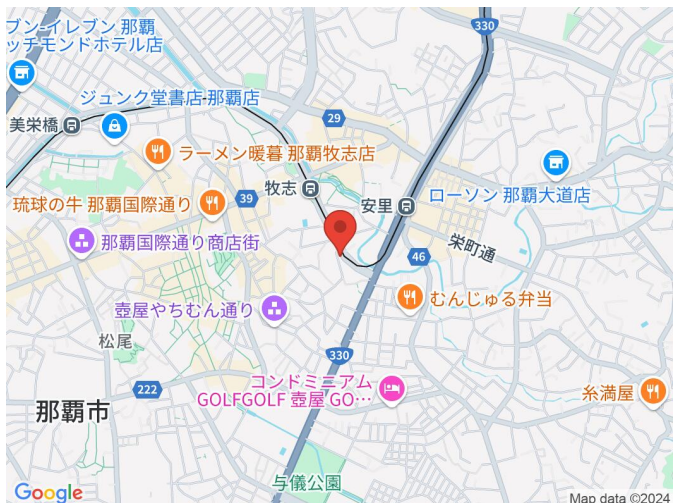 ブン-イレブン 那覇
ッチモンドホテル店
330
ジュンク堂書店 那覇店
美栄橋
29
ラーメン暖暮 那覇牧志店
牧志
39
安里
ローソン 那覇大道店
琉球の牛 那覇国際通り
栄町通
那覇国際通り商店街
46
むんじゅる弁当
壺屋やちむん通り
松尾
330
222
コンドミニアム
GOLFGOLF 壺屋 GO…
糸満屋
那覇市
与儀公園
Google
Map data ©2024